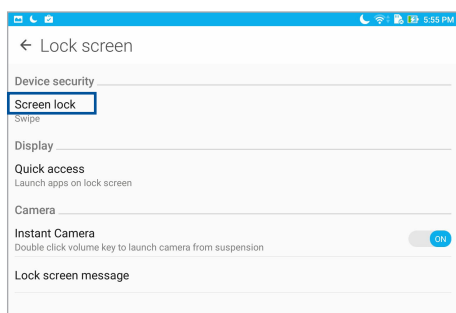 5:55 PM
Lock screen
Device security
Screen lock
Swipe
Display
Quick access
Launch apps on lock screen
Camera
Instant Camera
ON
Double click volume key to launch camera from suspension
Lock screen message